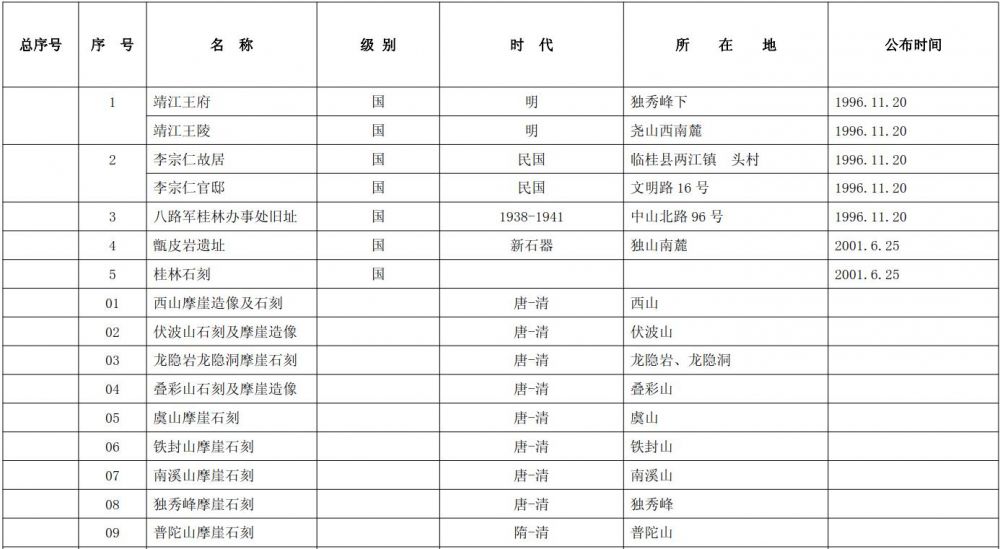 总序号 序 号 名 称 级 别 时 代 所 在 地 公布时间
1 靖江王府 国 明 独秀峰下 1996.11.20
靖江王陵 国 明 尧山西南麓 1996.11.20
2 李宗仁故居 国 民国 临桂县两江镇 头村 1996.11.20
李宗仁官邸 国 民国 文明路16号 1996.11.20
3 八路军桂林办事处旧址 国 1938-1941 中山北路96号 1996.11.20
4 甑皮岩遗址 国 新石器 独山南麓 2001.6.25
5 桂林石刻 国 2001.6.25
01 西山摩崖造像及石刻 唐-清 西山
02 伏波山石刻及摩崖造像 唐-清 伏波山
03 龙隐岩龙隐洞摩崖石刻 唐-清 龙隐岩、龙隐洞
04 叠彩山石刻及摩崖造像 唐-清 叠彩山
05 虞山摩崖石刻 唐-清 虞山
06 铁封山摩崖石刻 唐-清 铁封山
07 南溪山摩崖石刻 唐-清 南溪山
08 独秀峰摩崖石刻 唐-清 独秀峰
09 普陀山摩崖石刻 隋-清 普陀山